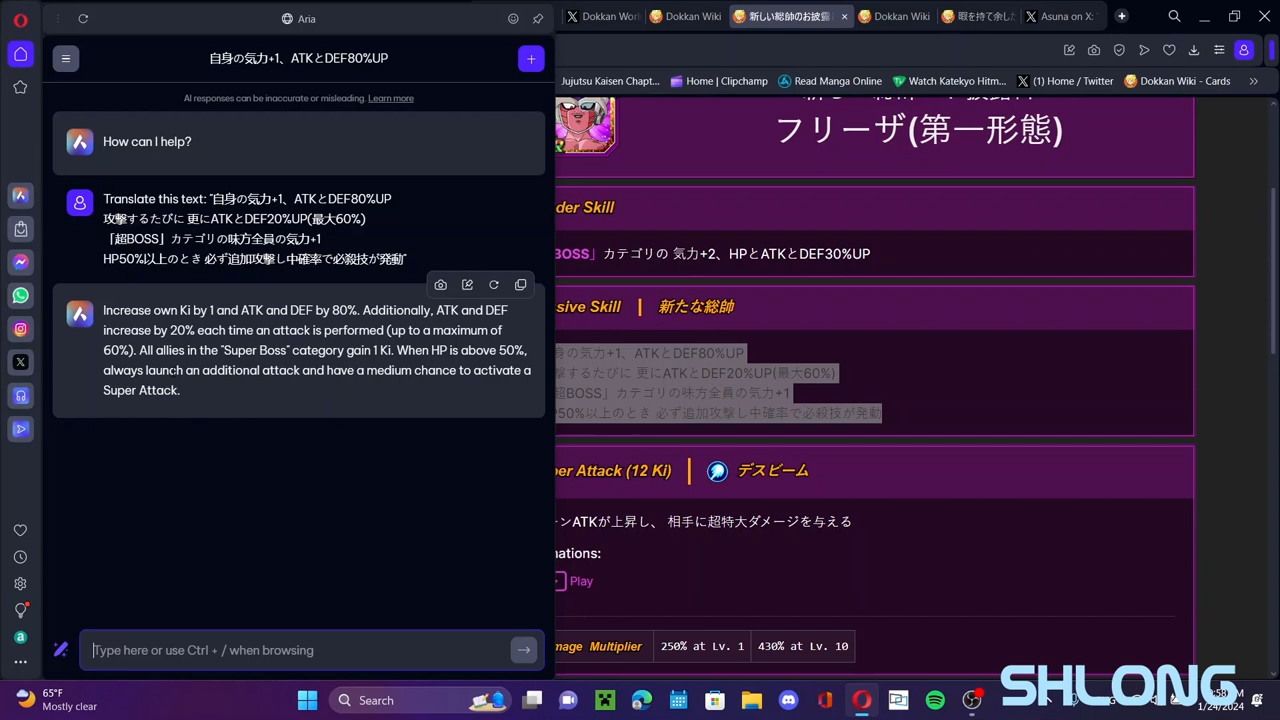 Aria
Dokkan Wor
Dokkan Wiki
新しい総帥のお披露
Dokkan Wiki
暇を持て余した
Asuna on X:
自身の気力+1、ATKとDEF80%UP
Jujutsu Kaisen Chapt...
Home | Clipchamp
Read Manga Online
Watch Katekyo Hitm...
(1) Home / Twitter
Dokkan Wiki - Cards
AI responses can be inaccurate or misleading. Learn more
How can I help?
Translate this text: "自身の気力+1、ATKとDEF80%UP
攻撃するたびに 更にATKとDEF20%UP(最大60%)
「超BOSS」カテゴリの味方全員の気力+1
HP50%以上のとき 必ず追加攻撃し中確率で必殺技が発動"
Increase own Ki by 1 and ATK and DEF by 80%. Additionally, ATK and DEF
increase by 20% each time an attack is performed (up to a maximum of
60%). All allies in the "Super Boss" category gain 1 Ki. When HP is above 50%,
always launch an additional attack and have a medium chance to activate a
Super Attack.
Type here or use Ctrl + / when browsing
フリーザ(第一形態)
der Skill
BOSS」カテゴリの 気力+2、HPとATKとDEF30%UP
sive Skill | 新たな総帥
身の気力+1、ATKとDEF80%UP
撃するたびに 更にATKとDEF20%UP(最大60%)
超BOSS」カテゴリの味方全員の気力+1
P50%以上のとき 必ず追加攻撃し中確率で必殺技が発動
per Attack (12 Ki) | デスビーム
ーンATKが上昇し、 相手に超特大ダメージを与える
nations:
Play
mage Multiplier
250% at Lv. 1
430% at Lv. 10
65°F
Mostly clear
Search
1/24/2024
SHLONG